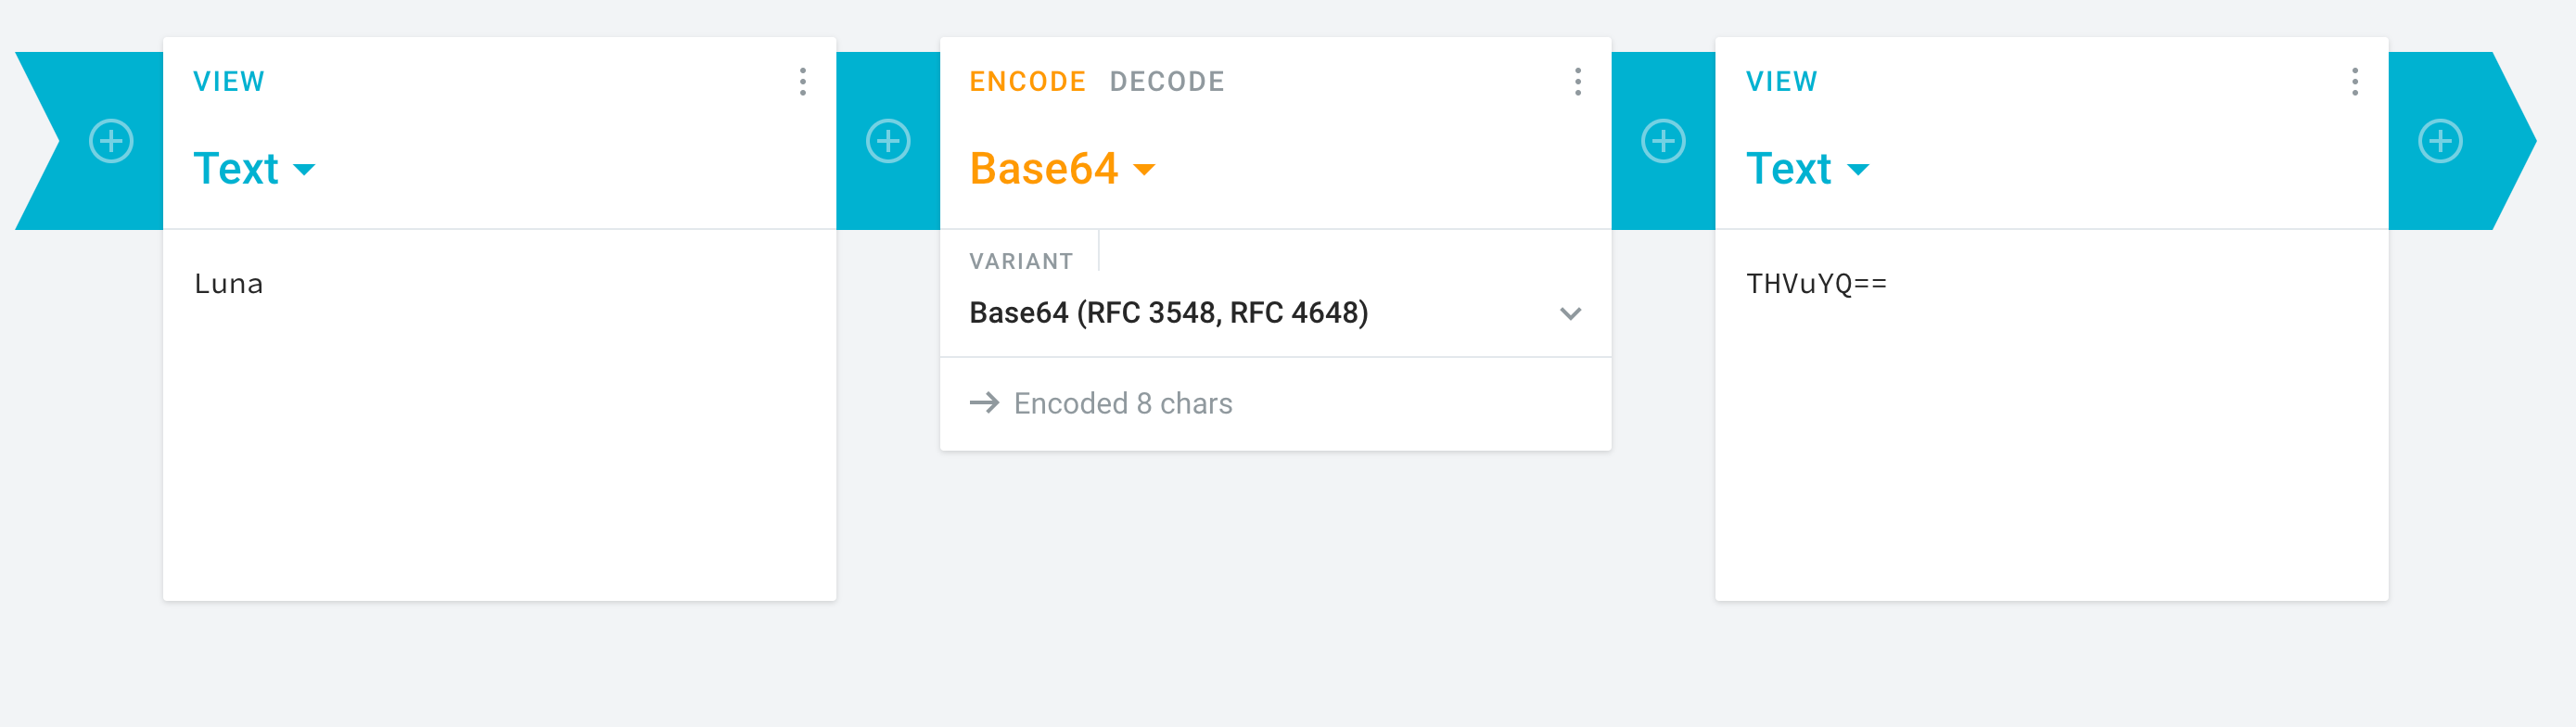 VIEW
Text
Luna
ENCODE DECODE
Base64
VARIANT
Base64 (RFC 3548, RFC 4648)
→ Encoded 8 chars
VIEW
Text
THVuYQ==